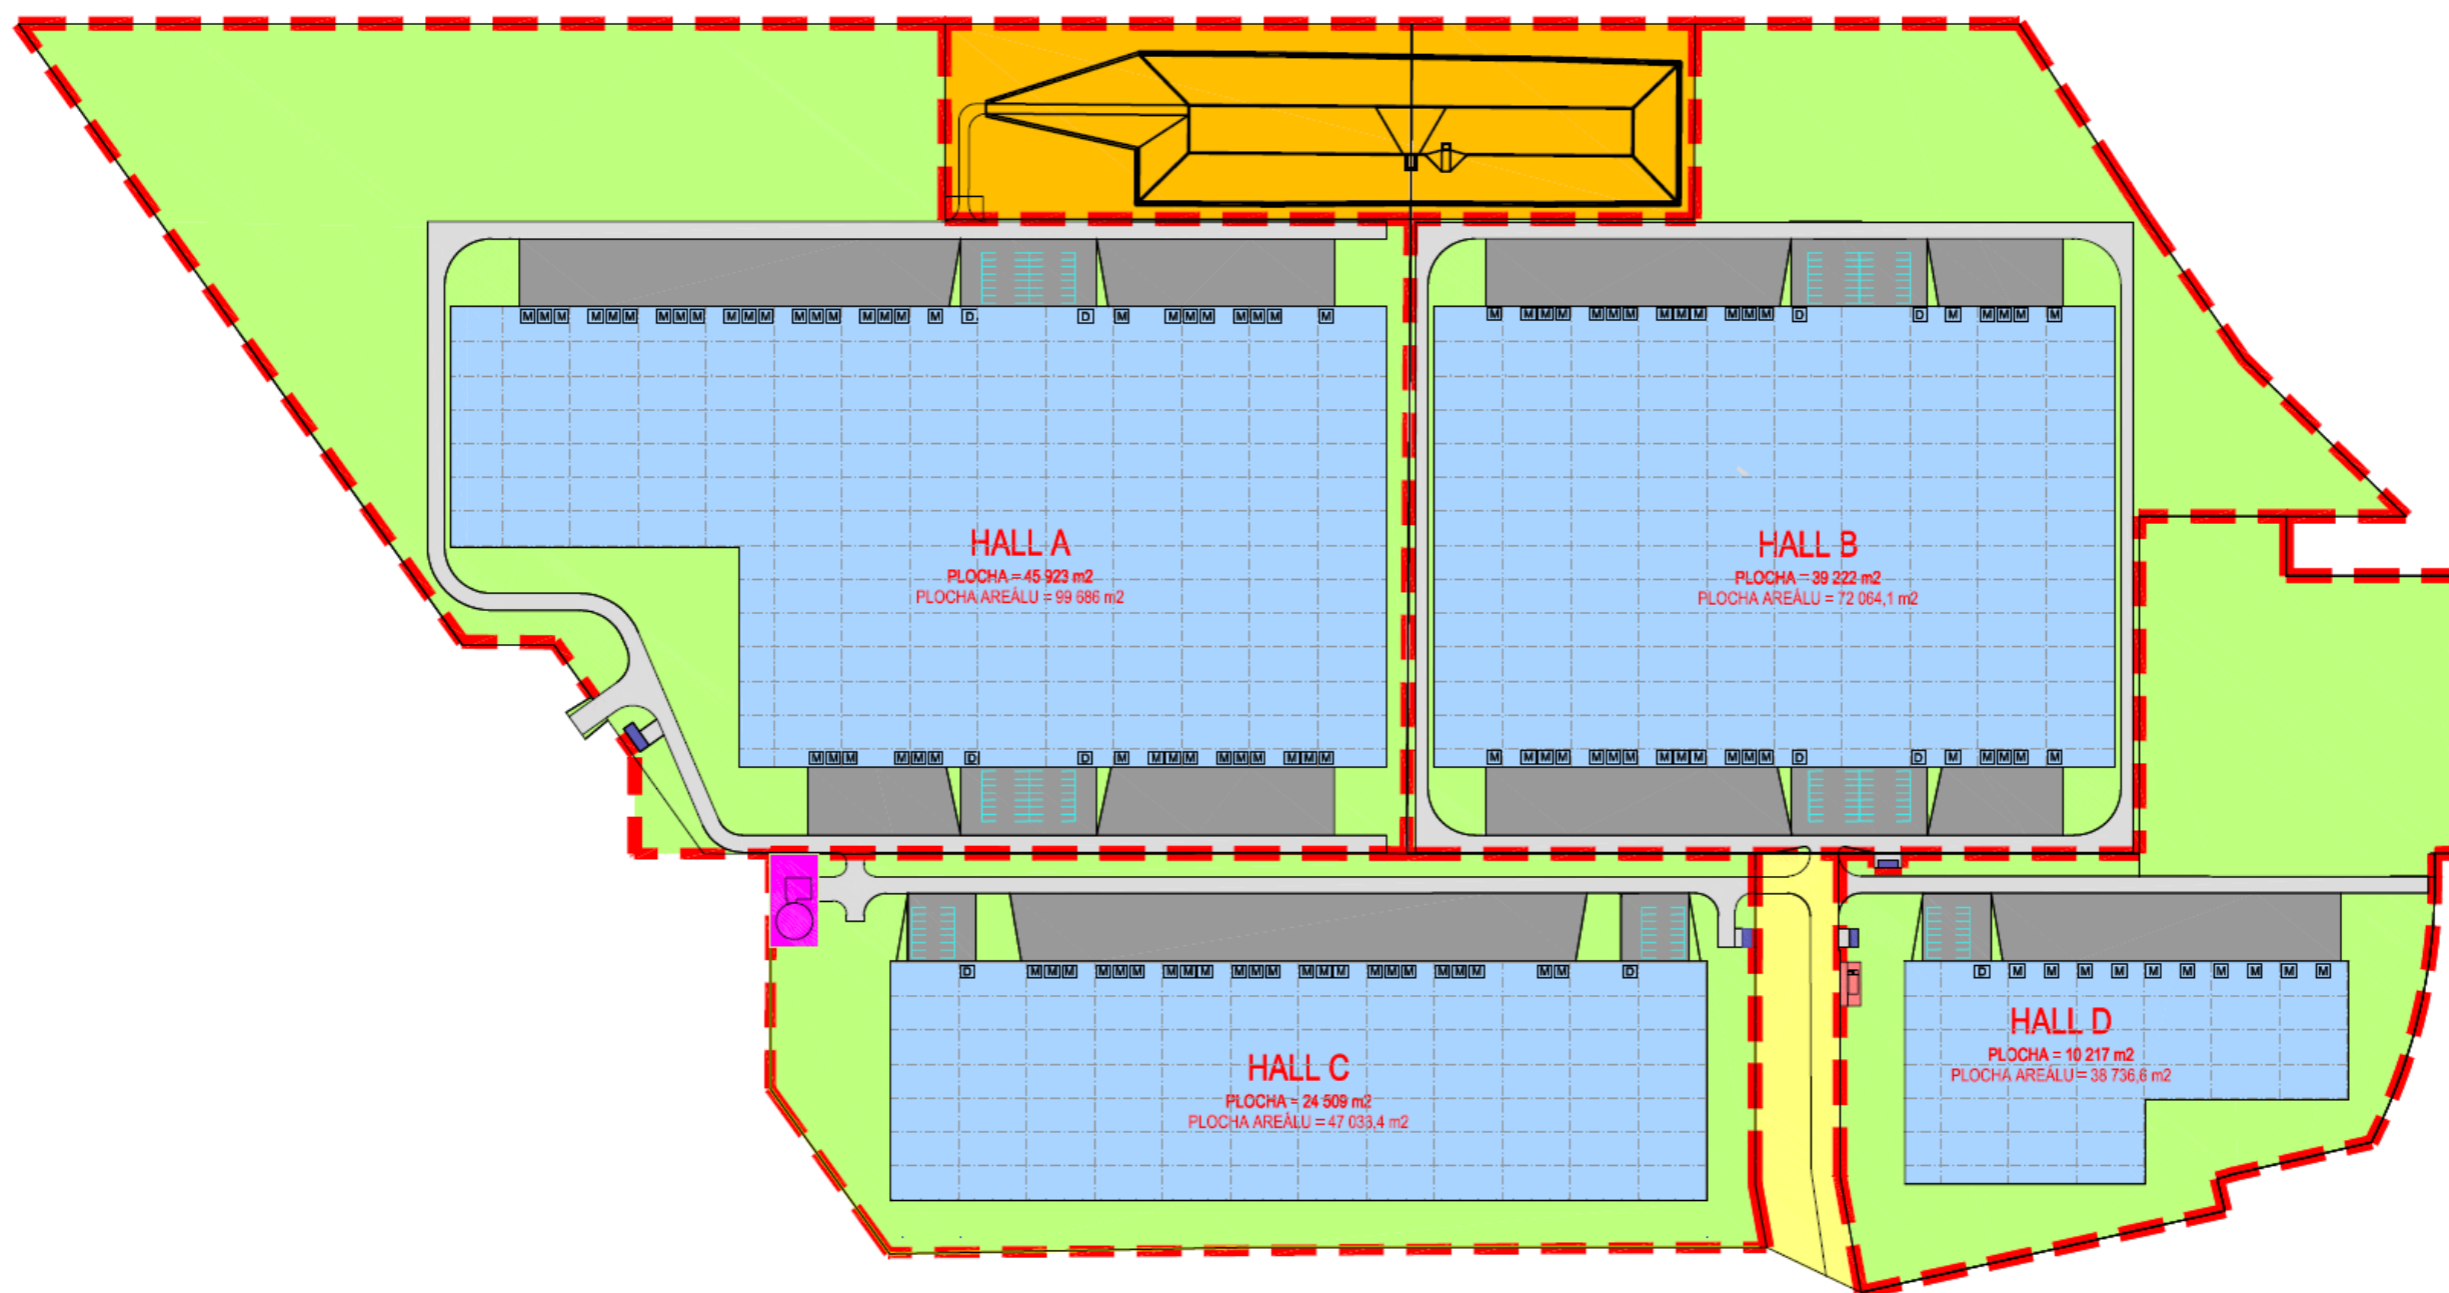 M M M M M M M M M M M M M M M M M M M D D M M M M M M M M
M M M M M M M M M M M M M D D M M M M M
HALL A
PLOCHA = 45 923 m2
PLOCHA AREÁLU = 99 686 m2
HALL B
PLOCHA = 39 222 m2
PLOCHA AREÁLU = 72 064,1 m2
M M M M M M D D M M M M M M M M M M
M M M M M M M M M M M M M D D M M M M M
D M M M M M M M M M M M M M M M M M M M M M M M D
D M M M M M M M M M M
HALL C
PLOCHA = 24 509 m2
PLOCHA AREÁLU = 47 033,4 m2
HALL D
PLOCHA = 10 217 m2
PLOCHA AREÁLU = 38 736,6 m2